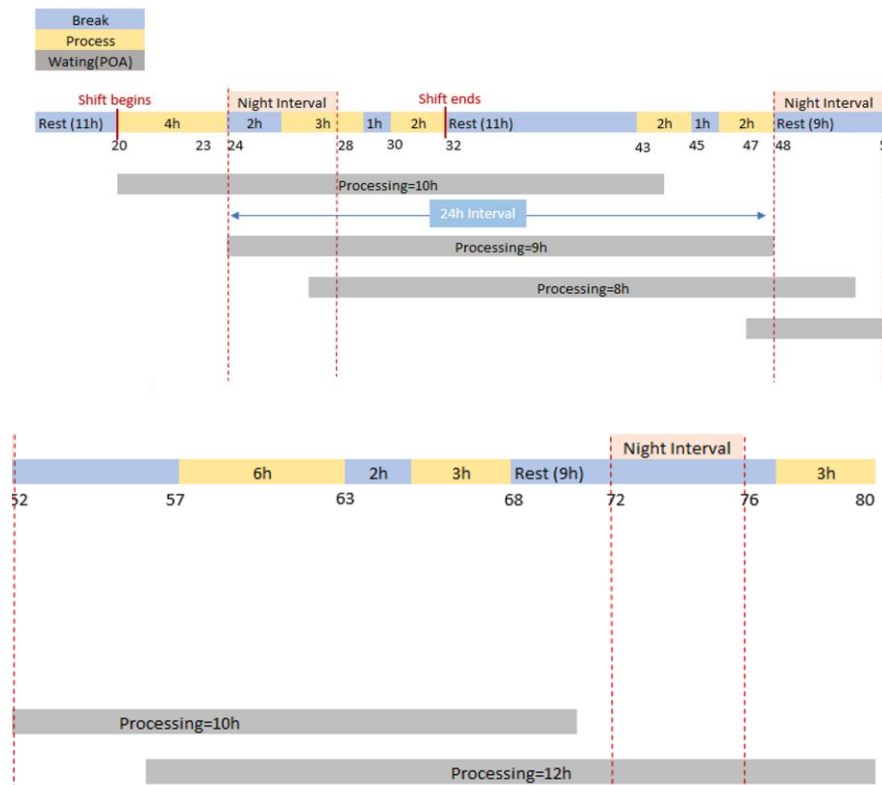 Break
Process
Wating(POA)
Shift begins
Night Interval
Shift ends
Night Interval
Rest (11h) 4h 2h 3h 1h 2h Rest (11h) 2h 1h 2h Rest (9h)
20 23 24 28 30 32 43 45 47 48
Processing=10h
24h Interval
Processing=9h
Processing=8h
Night Interval
6h 2h 3h Rest (9h) 3h
52 57 63 68 72 76 80
Processing=10h
Processing=12h